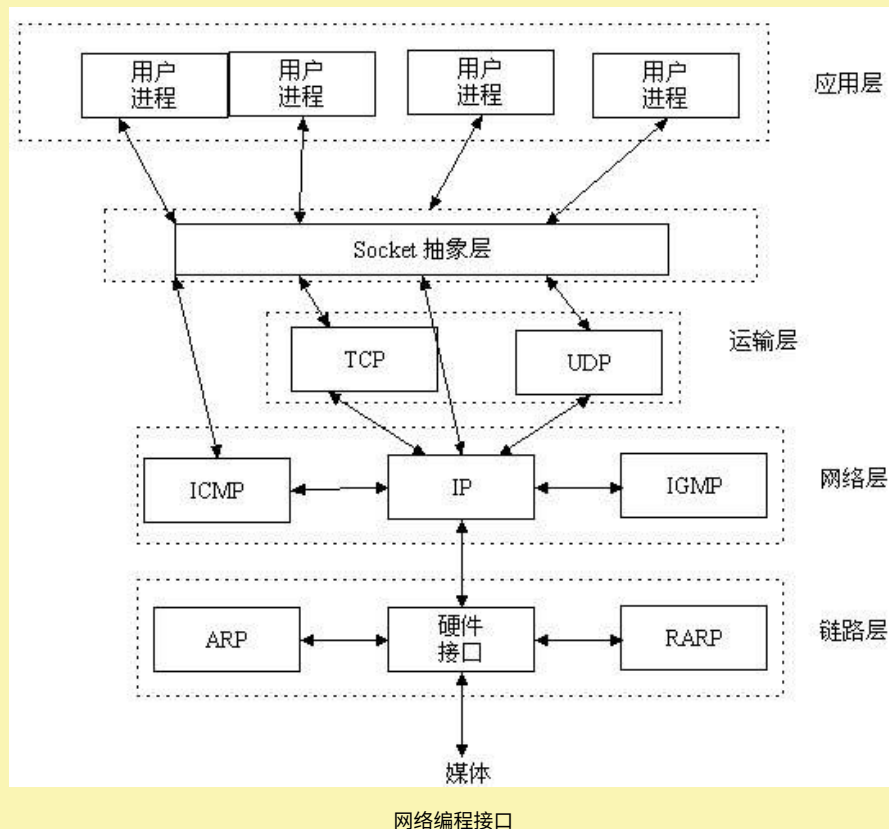 用户
进程
用户
进程
用户
进程
用户
进程
应用层
Socket 抽象层
TCP
UDP
运输层
ICMP
IP
IGMP
网络层
ARP
硬件
接口
RARP
链路层
媒体
网络编程接口